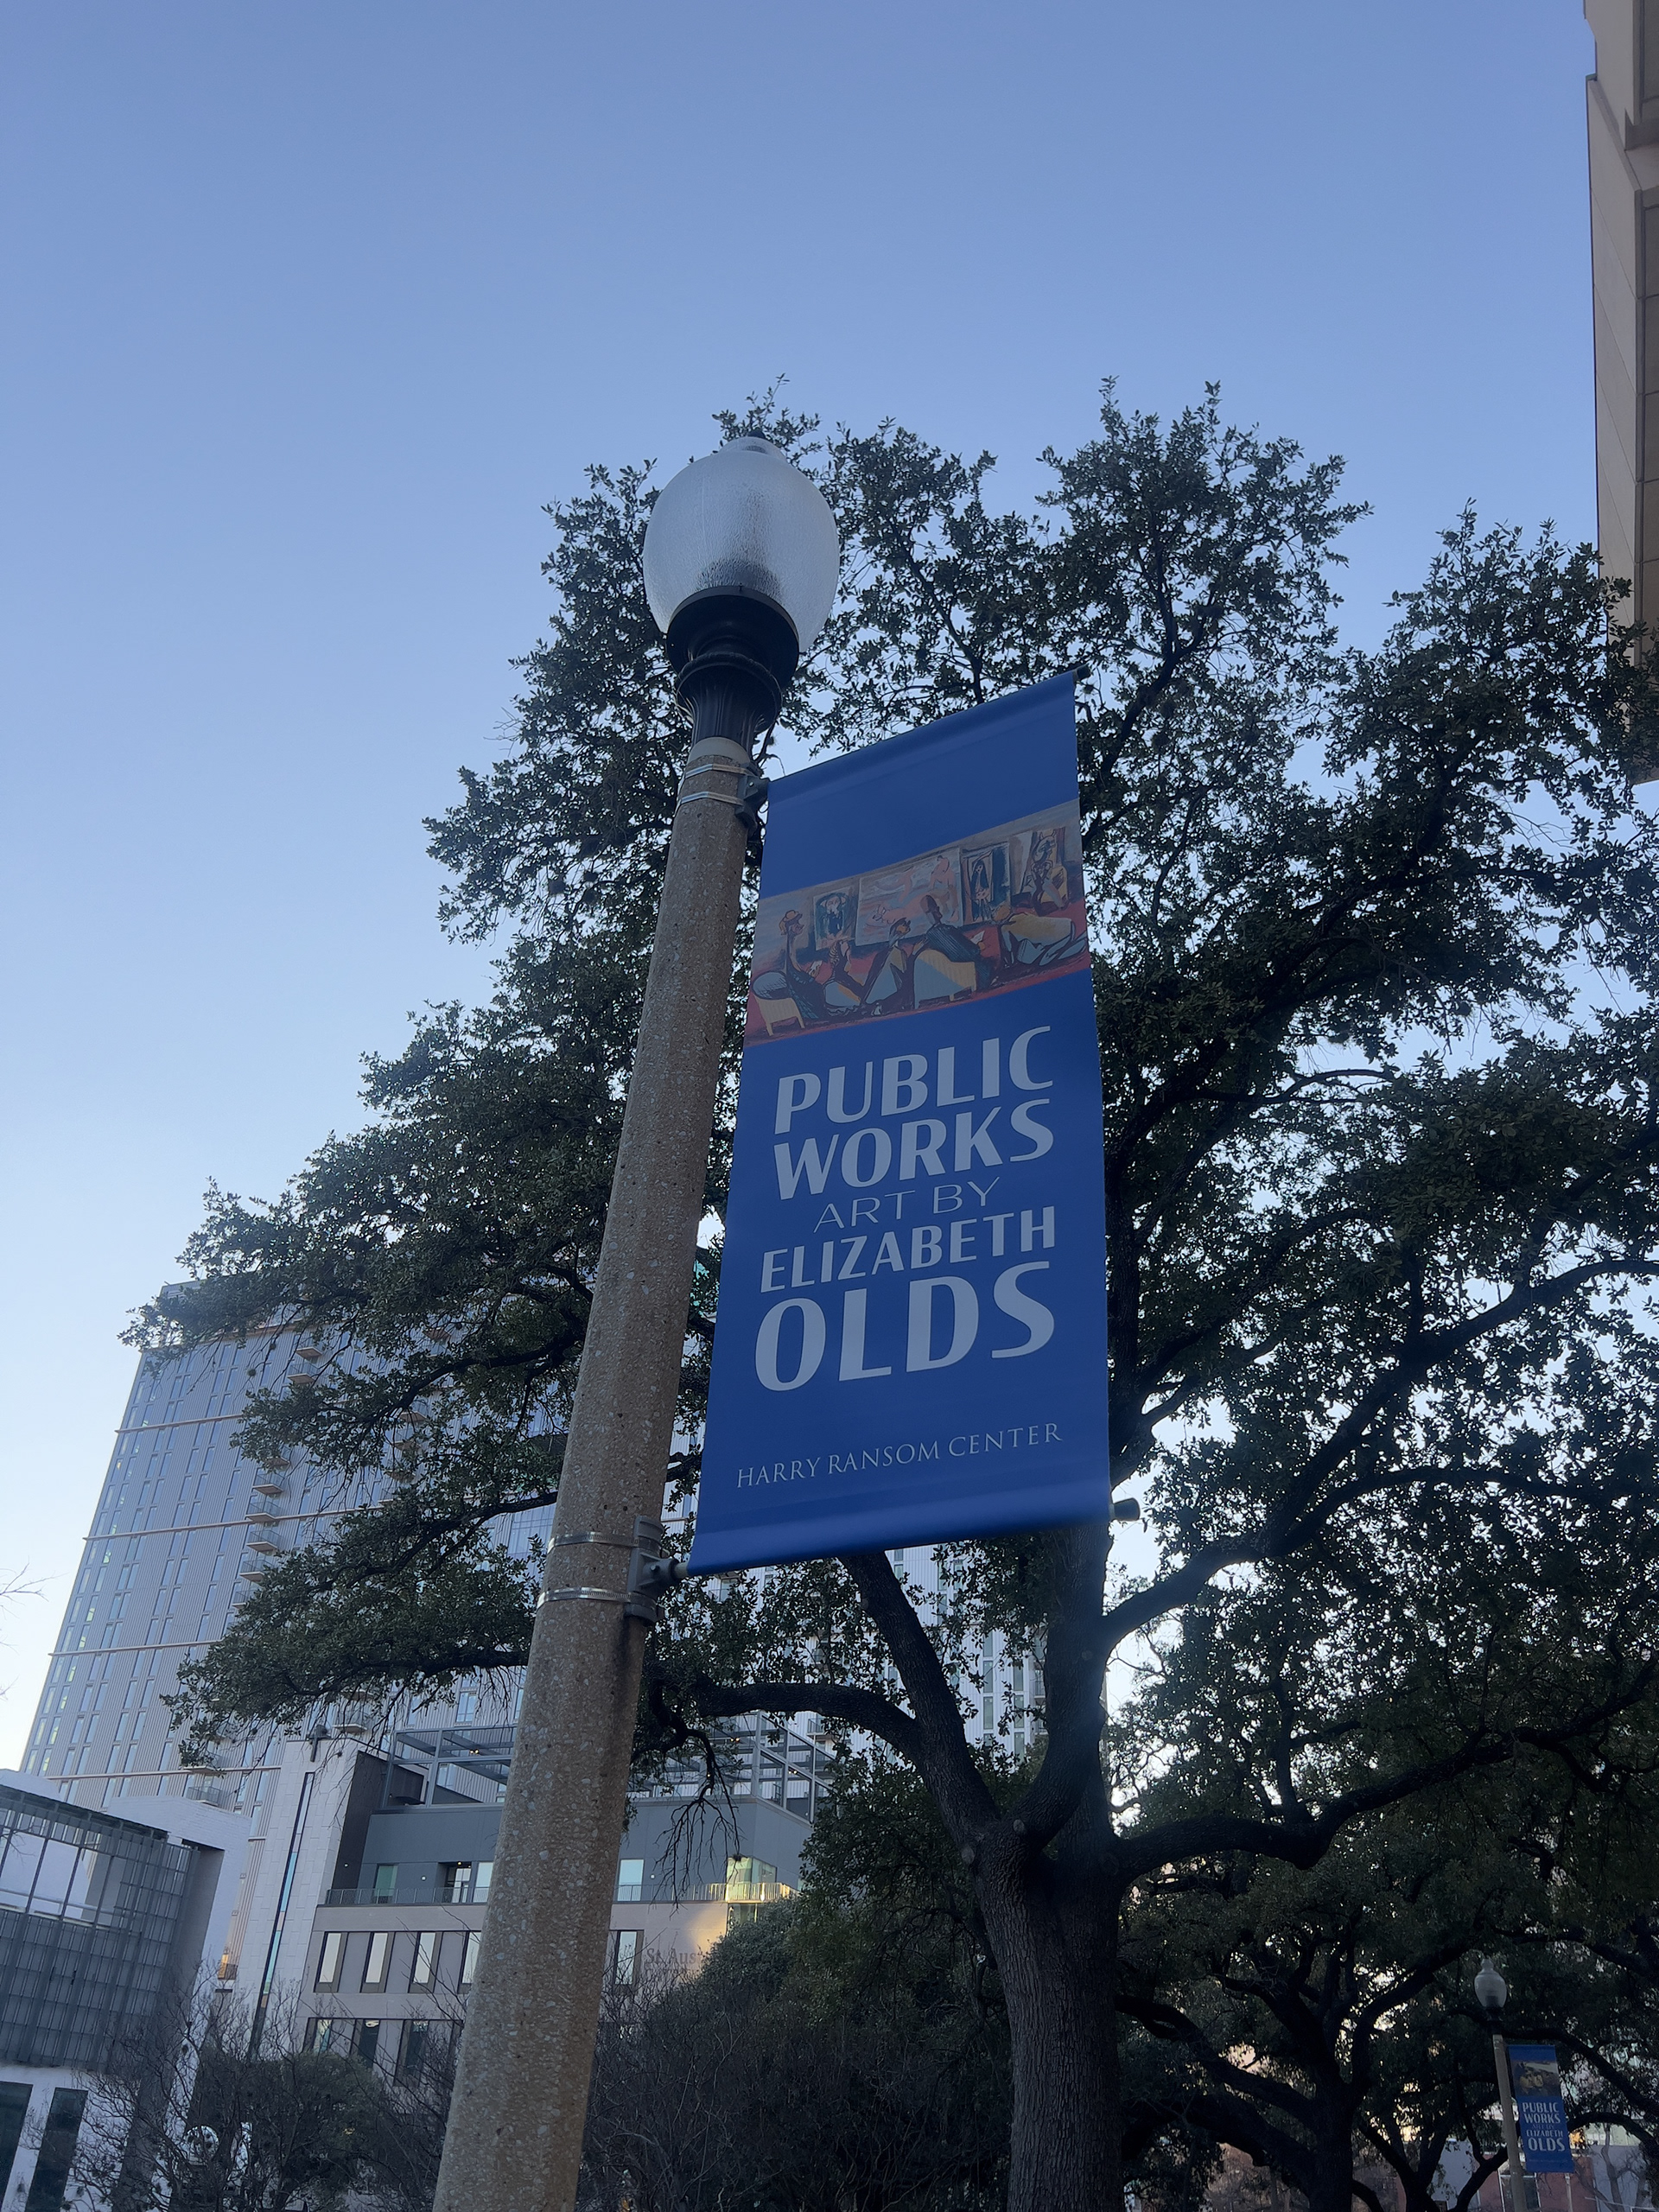 PUBLIC
WORKS
ART BY
ELIZABETH
OLDS
HARRY RANSOM CENTER
PUBLIC
WORKS
ELIZABETH
OLDS